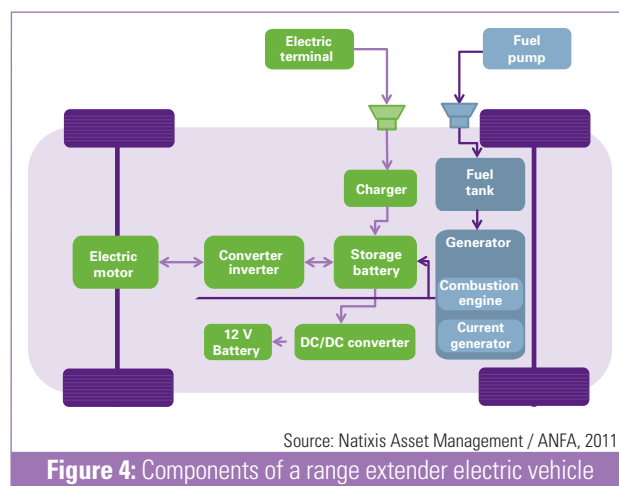 Electric
terminal
Fuel
pump
Charger
Fuel
tank
Electric
motor
Converter
inverter
Storage
battery
Generator
Combustion
engine
Current
generator
12 V
Battery
DC/DC converter
Source: Natixis Asset Management / ANFA, 2011
Figure 4: Components of a range extender electric vehicle